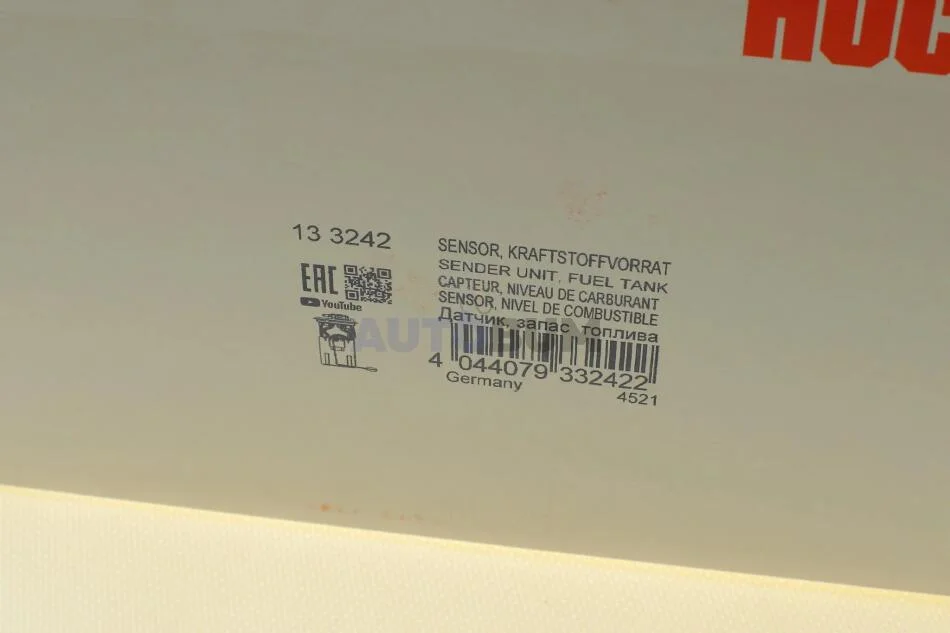 HUC
13 3242
SENSOR, KRAFTSTOFFVORRAT
SENDER UNIT, FUEL TANK
CAPTEUR, NIVEAU DE CARBURANT
SENSOR, NIVEL DE COMBUSTIBLE
Датчик, запас топлива
EAC
YouTube
4 044079 332422
Germany
4521